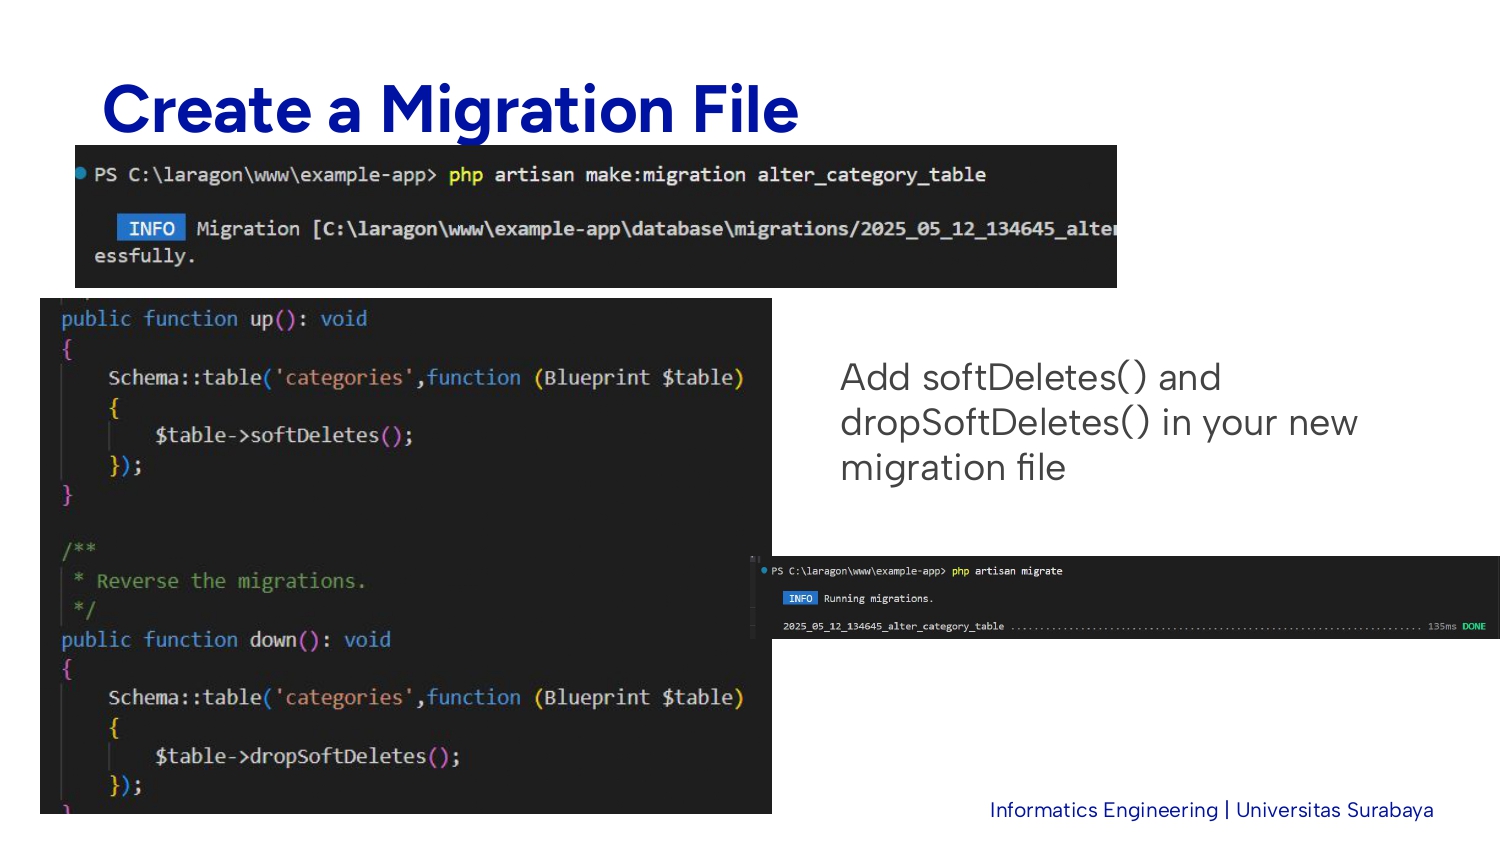 Create a Migration File
PS C:\laragon\www\example-app> php artisan make:migration alter_category_table
INFO Migration [C:\laragon\www\example-app\database\migrations/2025_05_12_134645_alter
essfully.
public function up(): void
{
Schema::table('categories',function (Blueprint $table)
{
$table->softDeletes();
});
}
/**
* Reverse the migrations.
*/
public function down(): void
{
Schema::table('categories',function (Blueprint $table)
{
$table->dropSoftDeletes();
});
}
Add softDeletes() and
dropSoftDeletes() in your new
migration file
PS C:\laragon\www\example-app> php artisan migrate
INFO Running migrations.
2025_05_12_134645_alter_category_table ........................................................................ 135ms DONE
Informatics Engineering | Universitas Surabaya